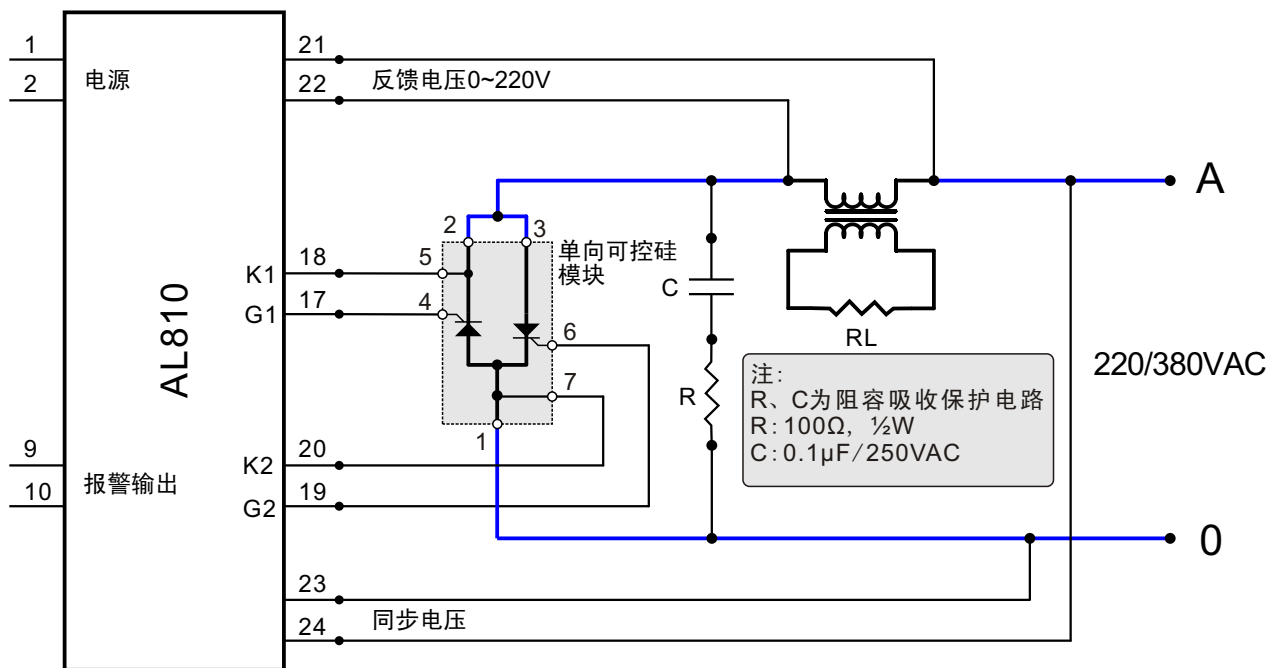 1
2
电源
21
22
反馈电压0~220V
A
2
3
单向可控硅
模块
K1
18
5
G1
17
4
6
C
RL
AL810
220/380VAC
7
R
注:
R、C为阻容吸收保护电路
R:100Ω, ½W
C:0.1µF/250VAC
1
9
10
报警输出
K2
20
G2
19
0
23
24
同步电压